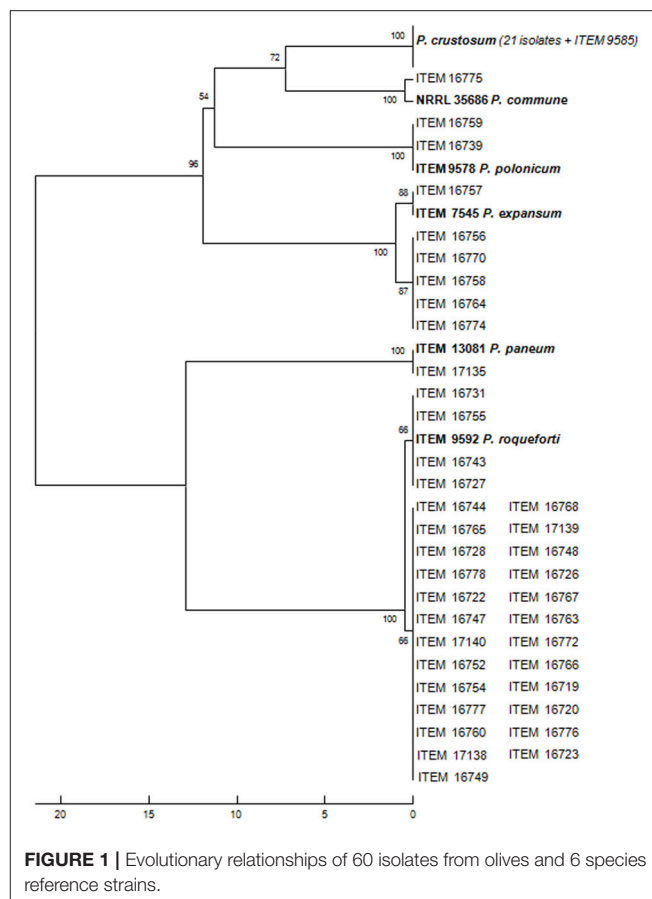 100
P. crustosum (21 isolates + ITEM 9585)
72
ITEM 16775
100
NRRL 35686 P. commune
54
ITEM 16759
ITEM 16739
100
ITEM 9578 P. polonicum
96
88
ITEM 16757
ITEM 7545 P. expansum
100
ITEM 16756
ITEM 16770
ITEM 16758
87
ITEM 16764
ITEM 16774
100
ITEM 13081 P. paneum
ITEM 17135
ITEM 16731
ITEM 16755
66
ITEM 9592 P. roqueforti
ITEM 16743
ITEM 16727
ITEM 16744 ITEM 16768
ITEM 16765 ITEM 17139
ITEM 16728 ITEM 16748
ITEM 16778 ITEM 16726
ITEM 16722 ITEM 16767
100
ITEM 16747 ITEM 16763
66
ITEM 17140 ITEM 16772
ITEM 16752 ITEM 16766
ITEM 16754 ITEM 16719
ITEM 16777 ITEM 16720
ITEM 16760 ITEM 16776
ITEM 17138 ITEM 16723
ITEM 16749
20 15 10 5 0
FIGURE 1 | Evolutionary relationships of 60 isolates from olives and 6 species
reference strains.